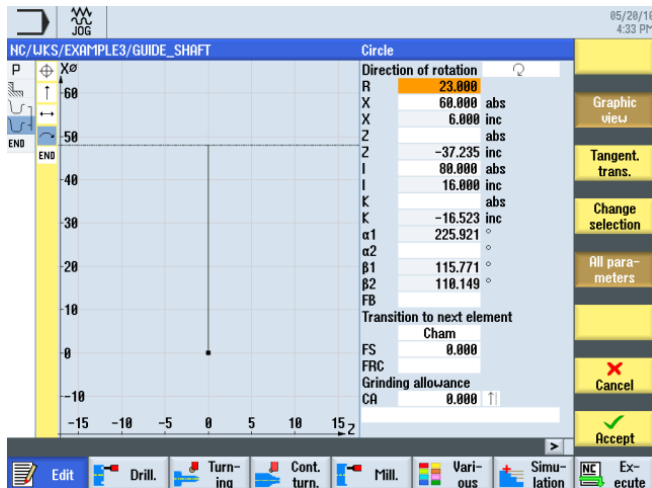 JOG
05/20/16
4:33 PM
NC/WKS/EXAMPLE3/GUIDE_SHAFT
Circle
P
END
END
XØ
60
50
40
30
20
10
0
-10
-15 -10 -5 0 5 10 15 Z
Direction of rotation
R 23.000
X 60.000 abs
X 6.000 inc
Z abs
Z -37.235 inc
I 80.000 abs
I 16.000 inc
K abs
K -16.523 inc
α1 225.921 °
α2 °
β1 115.771 °
β2 110.149 °
FB
Transition to next element
Cham
FS 0.000
FRC
Grinding allowance
CA 0.000
Graphic
view
Tangent.
trans.
Change
selection
All para-
meters
Cancel
Accept
>
Edit
Drill.
Turn-
ing
Cont.
turn.
Mill.
Vari-
ous
Simu-
lation
NC
Ex-
ecute